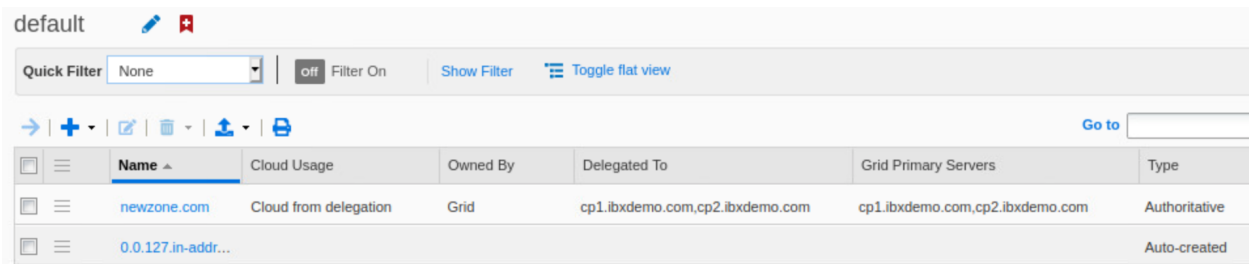 default
Quick Filter None Off Filter On Show Filter Toggle flat view
Go to
Name Cloud Usage Owned By Delegated To Grid Primary Servers Type
newzone.com Cloud from delegation Grid cp1.ibxdemo.com,cp2.ibxdemo.com cp1.ibxdemo.com,cp2.ibxdemo.com Authoritative
0.0.127.in-addr... Auto-created